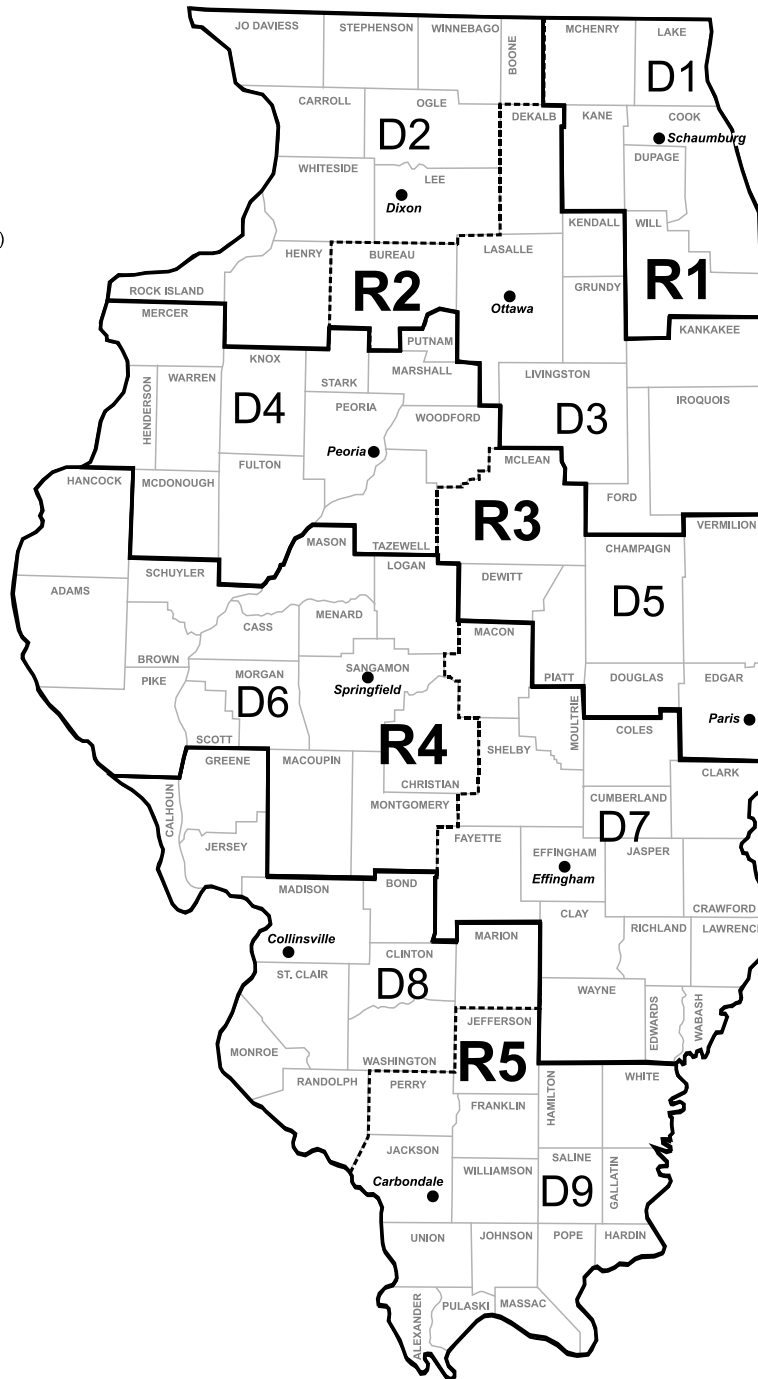 JO DAVIESS
STEPHENSON
WINNEBAGO
BOONE
MCHENRY
LAKE
D1
CARROLL
OGLE
DEKALB
KANE
COOK
Schaumburg
D2
DUPAGE
WHITESIDE
LEE
Dixon
KENDALL
WILL
)
HENRY
BUREAU
LASALLE
R2
R1
ROCK ISLAND
GRUNDY
Ottawa
MERCER
PUTNAM
KANKAKEE
KNOX
STARK
MARSHALL
LIVINGSTON
HENDERSON
WARREN
D4
PEORIA
WOODFORD
D3
IROQUOIS
Peoria
MCLEAN
FULTON
HANCOCK
MCDONOUGH
R3
FORD
VERMILION
MASON
TAZEWELL
CHAMPAIGN
LOGAN
SCHUYLER
DEWITT
ADAMS
D5
MENARD
CASS
MACON
BROWN
SANGAMON
PIKE
MORGAN
Springfield
PIATT
DOUGLAS
EDGAR
D6
MOULTRIE
Paris
SCOTT
R4
COLES
GREENE
MACOUPIN
SHELBY
CLARK
CHRISTIAN
CALHOUN
MONTGOMERY
CUMBERLAND
D7
JERSEY
FAYETTE
EFFINGHAM
JASPER
Effingham
MADISON
BOND
CRAWFORD
CLAY
RICHLAND
LAWRENCE
MARION
Collinsville
CLINTON
ST. CLAIR
D8
WAYNE
EDWARDS
WABASH
JEFFERSON
MONROE
R5
WASHINGTON
RANDOLPH
PERRY
HAMILTON
WHITE
FRANKLIN
JACKSON
SALINE
WILLIAMSON
GALLATIN
Carbondale
D9
UNION
JOHNSON
POPE
HARDIN
ALEXANDER
PULASKI
MASSAC